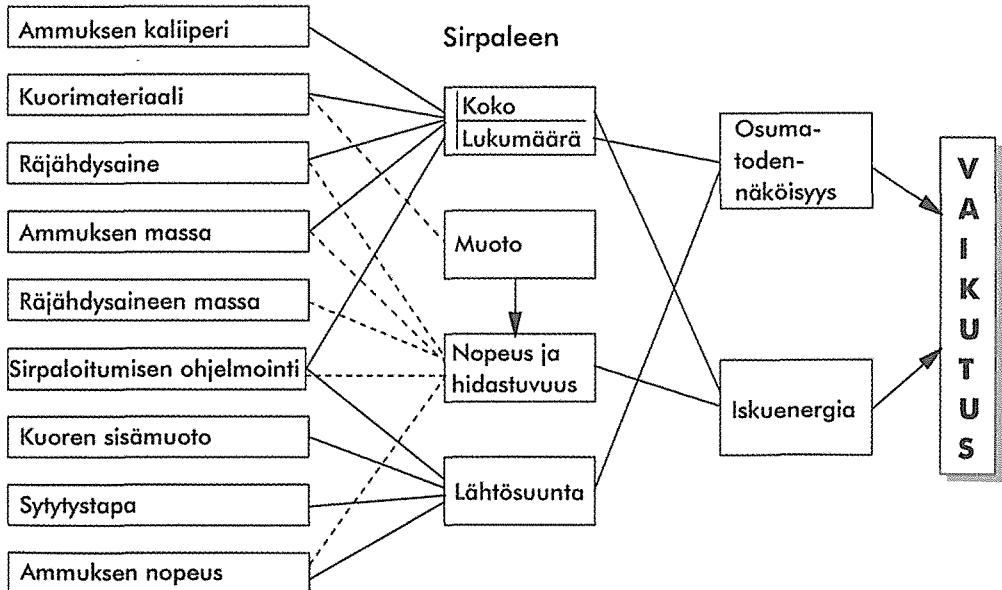 Ammuksen kaliiperi
Kuorimateriaali
Räjähdysaine
Ammuksen massa
Räjähdysaineen massa
Sirpaloitumisen ohjelmointi
Kuoren sisämuoto
Sytytystapa
Ammuksen nopeus
Sirpaleen
Koko
Lukumäärä
Muoto
Nopeus ja
hidastuvuus
Lähtösuunta
Osuma-
toden-
näköisyys
Iskuenergia
VAIKUTUS